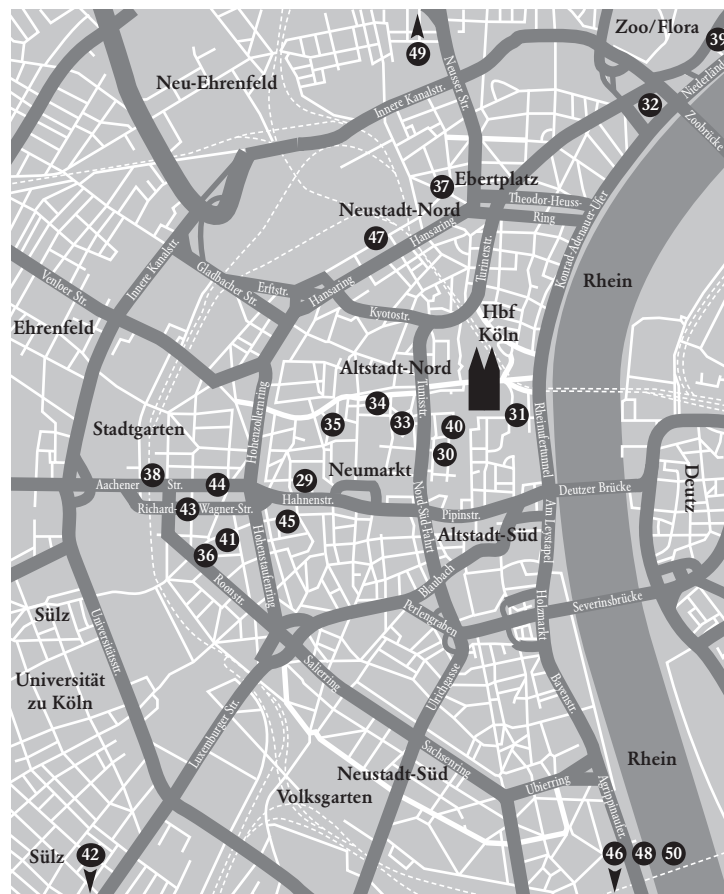 49
Zoo/Flora
39
Neu-Ehrenfeld
Neusser Str.
Niederländ.
Innere Kanalstr.
32
Zoobrücke
37
Ebertplatz
Theodor-Heuss-
Ring
Neustadt-Nord
47
Hansaring
Konrad-Adenauer-Ufer
Turinerstr.
Innere Kanalstr.
Gladbacher Str.
Erftstr.
Hansaring
Rhein
Venloer Str.
Kyotostr.
Hbf
Köln
Ehrenfeld
Altstadt-Nord
Tunisstr.
34
35
33
40
31
30
Hohenzollernring
Rheinufertunnel
Stadtgarten
Neumarkt
38
Aachener
Str.
44
29
Hahnenstr.
Deutz
Deutzer Brücke
Richard-
43
Wagner-Str.
45
Nord-Süd-Fahrt
Pipinstr.
Am Leystapel
Altstadt-Süd
41
36
Hohenstaufenring
Roonstr.
Blaubach
Perlengraben
Holzmarkt
Severinsbrücke
Sülz
Universitätsstr.
Universität
zu Köln
Salierring
Ulrichgasse
Bayenstr.
Luxemburger Str.
Sachsenring
Neustadt-Süd
Rhein
Volksgarten
Ubierring
Agrippinaufer.
Sülz
42
46
48
50